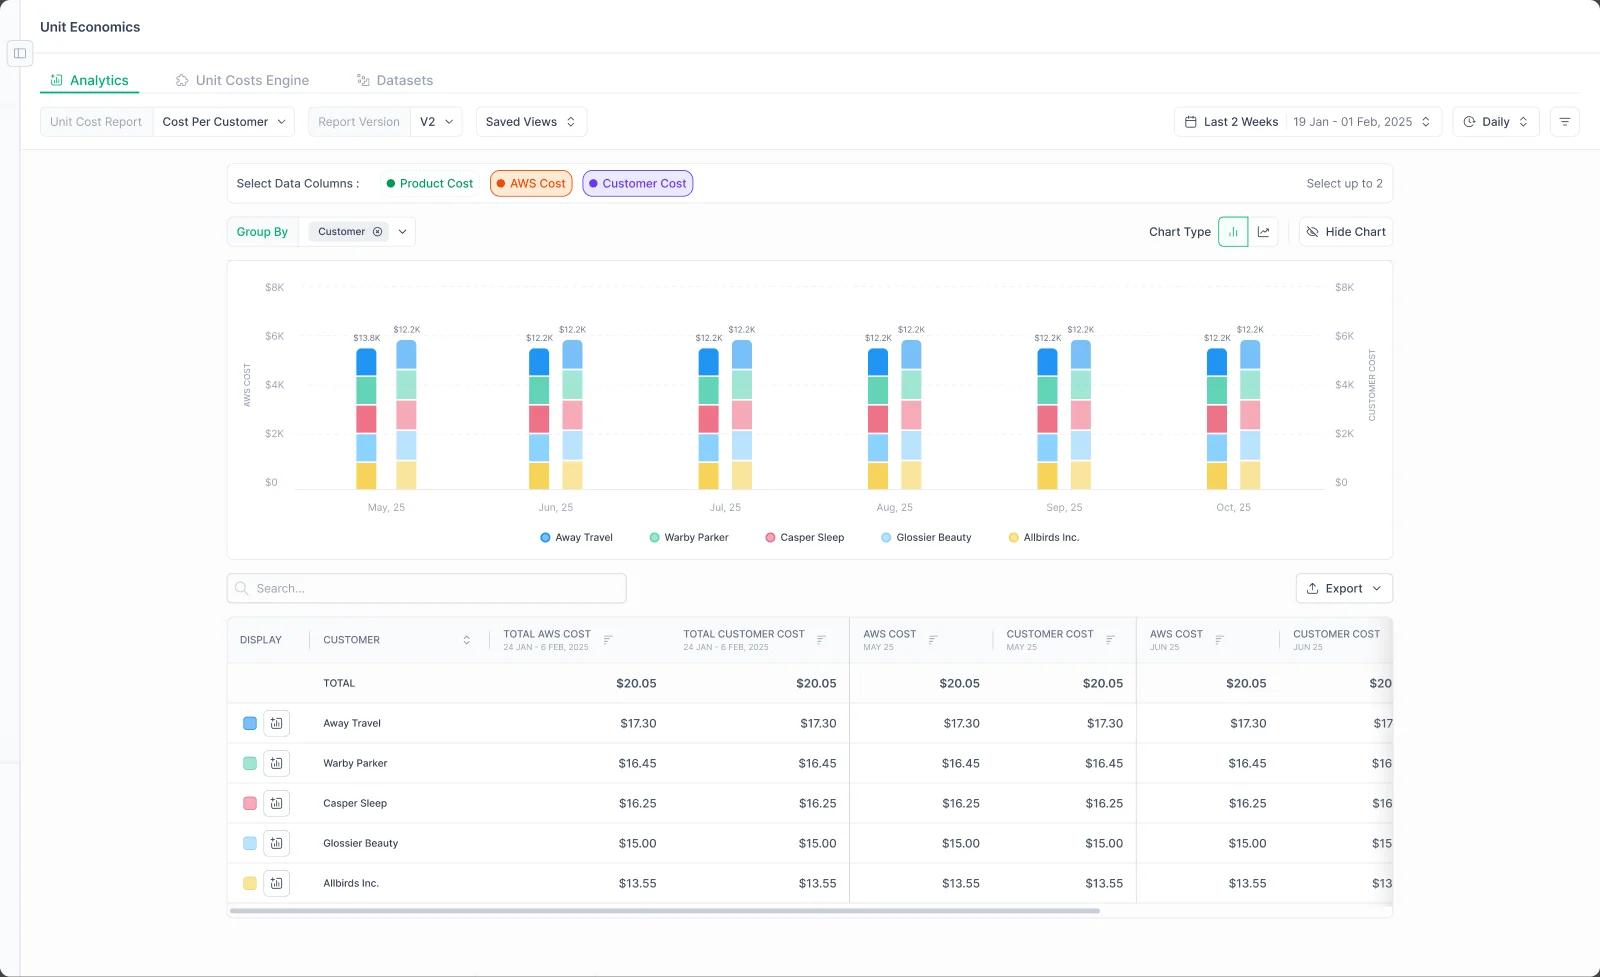 Unit Economics
Analytics
Unit Costs Engine
Datasets
Unit Cost Report
Cost Per Customer
Report Version
V2
Saved Views
Last 2 Weeks
19 Jan - 01 Feb, 2025
Daily
Select Data Columns :
Product Cost
AWS Cost
Customer Cost
Select up to 2
Group By
Customer
Chart Type
Hide Chart
$8K
$6K
$4K
$2K
$0
AWS COST
$13.8K
$12.2K
$12.2K
$12.2K
$12.2K
$12.2K
$12.2K
$12.2K
$12.2K
$12.2K
$12.2K
$12.2K
$8K
$6K
$4K
$2K
$0
CUSTOMER COST
May, 25
Jun, 25
Jul, 25
Aug, 25
Sep, 25
Oct, 25
Away Travel
Warby Parker
Casper Sleep
Glossier Beauty
Allbirds Inc.
Search...
Export
DISPLAY
CUSTOMER
TOTAL AWS COST
24 JAN - 6 FEB, 2025
TOTAL CUSTOMER COST
24 JAN - 6 FEB, 2025
AWS COST
MAY 25
CUSTOMER COST
MAY 25
AWS COST
JUN 25
CUSTOMER COST
JUN 25
TOTAL $20.05 $20.05 $20.05 $20.05 $20.05 $20
Away Travel $17.30 $17.30 $17.30 $17.30 $17.30 $17
Warby Parker $16.45 $16.45 $16.45 $16.45 $16.45 $16
Casper Sleep $16.25 $16.25 $16.25 $16.25 $16.25 $16
Glossier Beauty $15.00 $15.00 $15.00 $15.00 $15.00 $15
Allbirds Inc. $13.55 $13.55 $13.55 $13.55 $13.55 $13